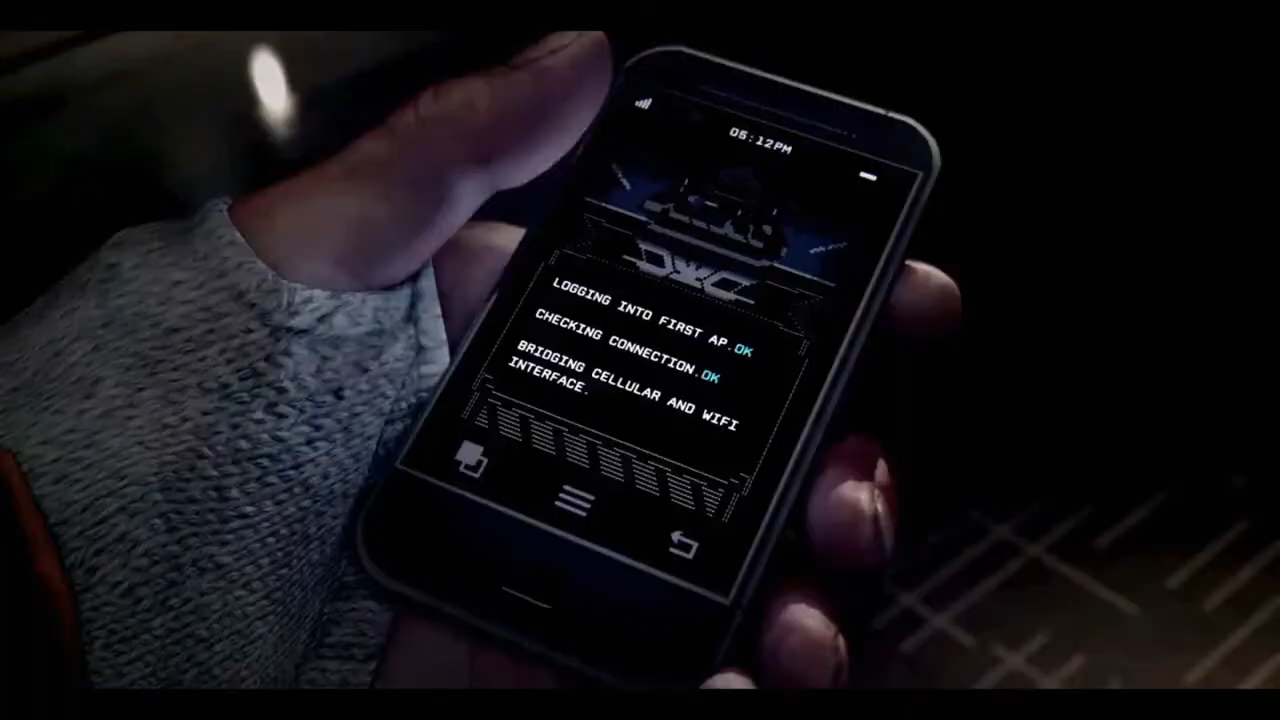 05:12PM
LOGGING INTO FIRST AP.OK
CHECKING CONNECTION.OK
BRIDGING CELLULAR AND WIFI
INTERFACE.